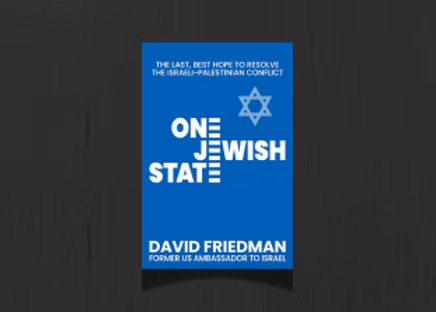 THE LAST, BEST HOPE TO RESOLVE
THE ISRAELI-PALESTINIAN CONFLICT
ONE
JEWISH
STATE
DAVID FRIEDMAN
FORMER US AMBASSADOR TO ISRAEL